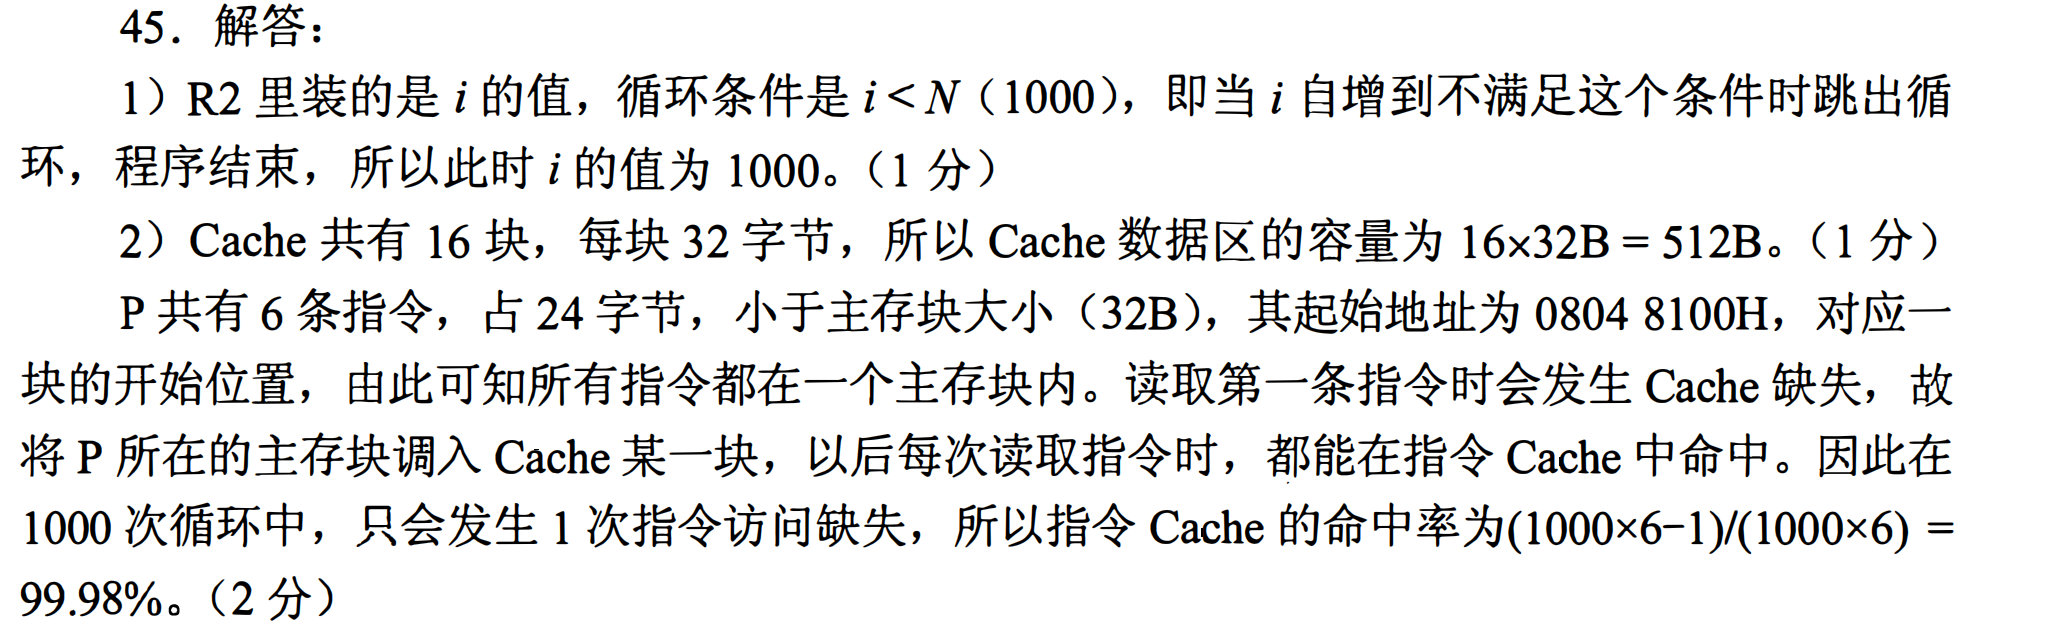 45．解答：
1）R2 里装的是 i 的值，循环条件是 i < N（1000），即当 i 自增到不满足这个条件时跳出循
环，程序结束，所以此时 i 的值为 1000。（1 分）
2）Cache 共有 16 块，每块 32 字节，所以 Cache 数据区的容量为 16×32B = 512B。（1 分）
P 共有 6 条指令，占 24 字节，小于主存块大小（32B），其起始地址为 0804 8100H，对应一
块的开始位置，由此可知所有指令都在一个主存块内。读取第一条指令时会发生 Cache 缺失，故
将 P 所在的主存块调入 Cache 某一块，以后每次读取指令时，都能在指令 Cache 中命中。因此在
1000 次循环中，只会发生 1 次指令访问缺失，所以指令 Cache 的命中率为(1000×6−1)/(1000×6) =
99.98%。（2 分）